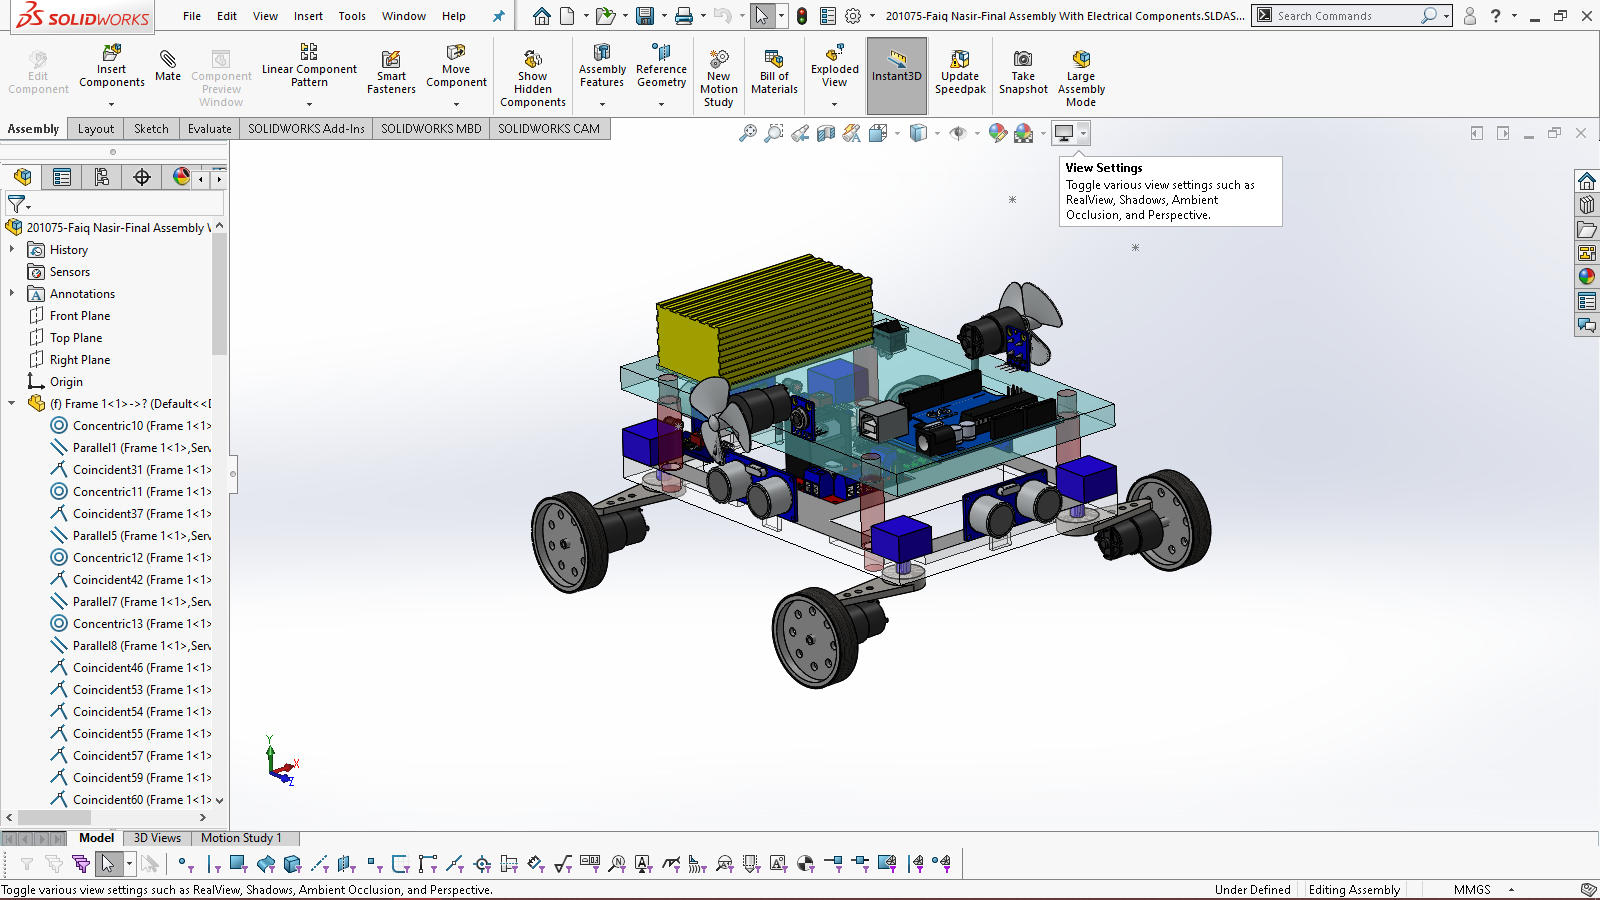 SOLIDWORKS
File Edit View Insert Tools Window Help
201075-Faiq Nasir-Final Assembly With Electrical Components.SLDAS...
Search Commands
?
Edit Component
Insert Components
Mate
Component Preview Window
Linear Component Pattern
Smart Fasteners
Move Component
Show Hidden Components
Assembly Features
Reference Geometry
New Motion Study
Bill of Materials
Exploded View
Instant3D
Update Speedpak
Take Snapshot
Large Assembly Mode
Assembly Layout Sketch Evaluate SOLIDWORKS Add-Ins SOLIDWORKS MBD SOLIDWORKS CAM
View Settings
Toggle various view settings such as
RealView, Shadows, Ambient
Occlusion, and Perspective.
201075-Faiq Nasir-Final Assembly
History
Sensors
Annotations
Front Plane
Top Plane
Right Plane
Origin
(f) Frame 1<1>->? (Default<<D
Concentric10 (Frame 1<1>
Parallel1 (Frame 1<1>,Serv
Coincident31 (Frame 1<1>
Concentric11 (Frame 1<1>
Coincident37 (Frame 1<1>
Parallel5 (Frame 1<1>,Serv
Concentric12 (Frame 1<1>
Coincident42 (Frame 1<1>
Parallel7 (Frame 1<1>,Serv
Concentric13 (Frame 1<1>
Parallel8 (Frame 1<1>,Serv
Coincident46 (Frame 1<1>
Coincident53 (Frame 1<1>
Coincident54 (Frame 1<1>
Coincident55 (Frame 1<1>
Coincident57 (Frame 1<1>
Coincident59 (Frame 1<1>
Coincident60 (Frame 1<1>
Y
X
Z
Model 3D Views Motion Study 1
Toggle various view settings such as RealView, Shadows, Ambient Occlusion, and Perspective.
Under Defined Editing Assembly MMGS